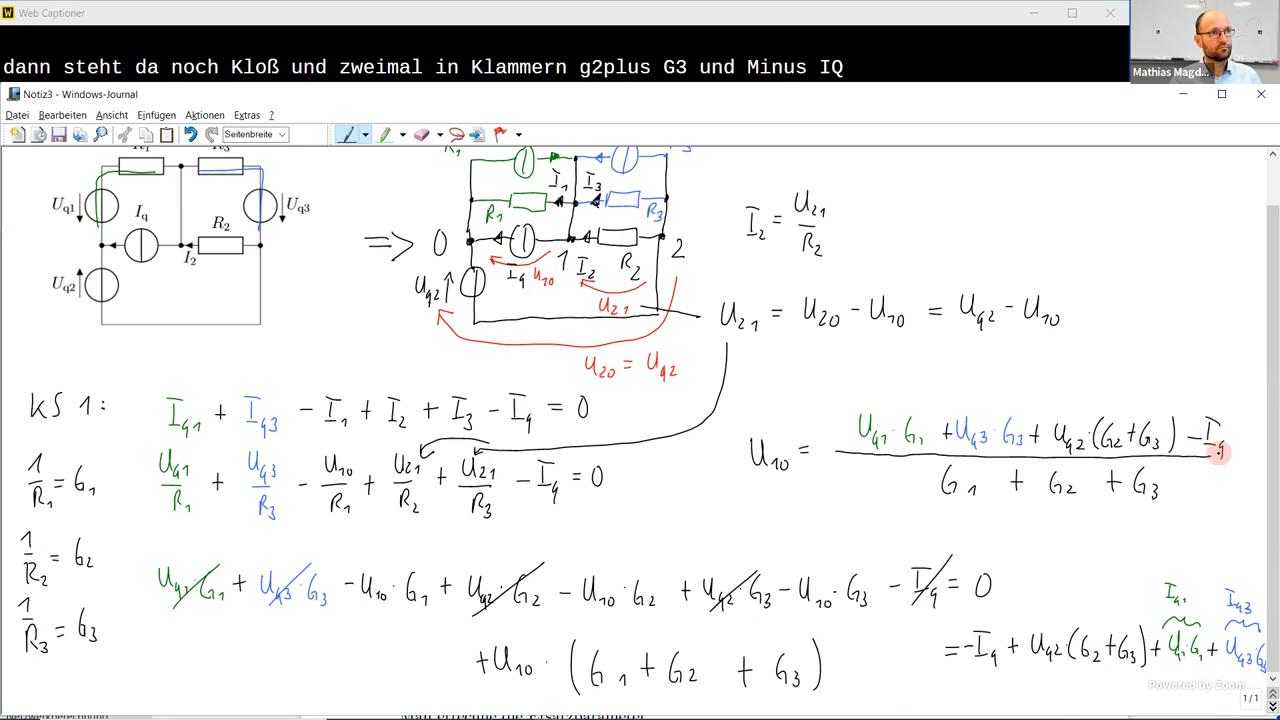 Web Captioner
dann steht da noch Kloß und zweimal in Klammern g2plus G3 und Minus IQ
Mathias Magd...
Notiz3 - Windows-Journal
Datei Bearbeiten Ansicht Einfügen Aktionen Extras ?
Seitenbreite
R1 R3
Uq1 Iq R2 Uq3
I2
Uq2
R1
I1 I3
R1 R3
=> 0 1 2
Iq U10 I2 R2
Uq2 U21
U20 = Uq2
I2 = U21 / R2
U21 = U20 - U10 = Uq2 - U10
KS 1: Iq1 + Iq3 - I1 + I2 + I3 - Iq = 0
1/R1 = G1
Uq1/R1 + Uq3/R3 - U10/R1 + U21/R2 + U21/R3 - Iq = 0
U10 = (Uq1·G1 + Uq3·G3 + Uq2·(G2+G3) - Iq) / (G1 + G2 + G3)
1/R2 = G2
Uq1·G1 + Uq3·G3 - U10·G1 + Uq2·G2 - U10·G2 + Uq2·G3 - U10·G3 - Iq = 0
1/R3 = G3
+U10·(G1 + G2 + G3)
Iq1 Iq3
= -Iq + Uq2·(G2+G3) + Uq1·G1 + Uq3·G3
Powered by Zoom
1/1